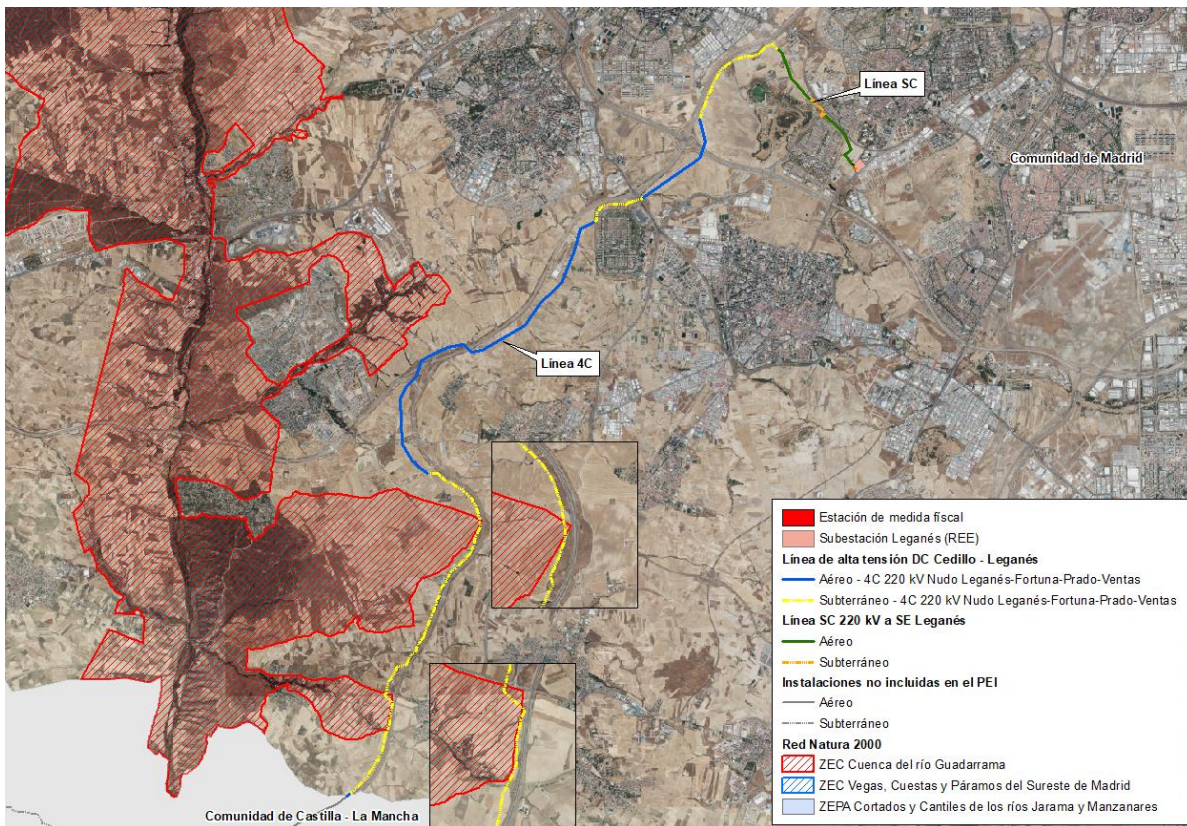 Línea SC
Comunidad de Madrid
Línea 4C
Comunidad de Castilla - La Mancha
Estación de medida fiscal
Subestación Leganés (REE)
Línea de alta tensión DC Cedillo - Leganés
Aéreo - 4C 220 kV Nudo Leganés-Fortuna-Prado-Ventas
Subterráneo - 4C 220 kV Nudo Leganés-Fortuna-Prado-Ventas
Línea SC 220 kV a SE Leganés
Aéreo
Subterráneo
Instalaciones no incluidas en el PEI
Aéreo
Subterráneo
Red Natura 2000
ZEC Cuenca del río Guadarrama
ZEC Vegas, Cuestas y Páramos del Sureste de Madrid
ZEPA Cortados y Cantiles de los ríos Jarama y Manzanares